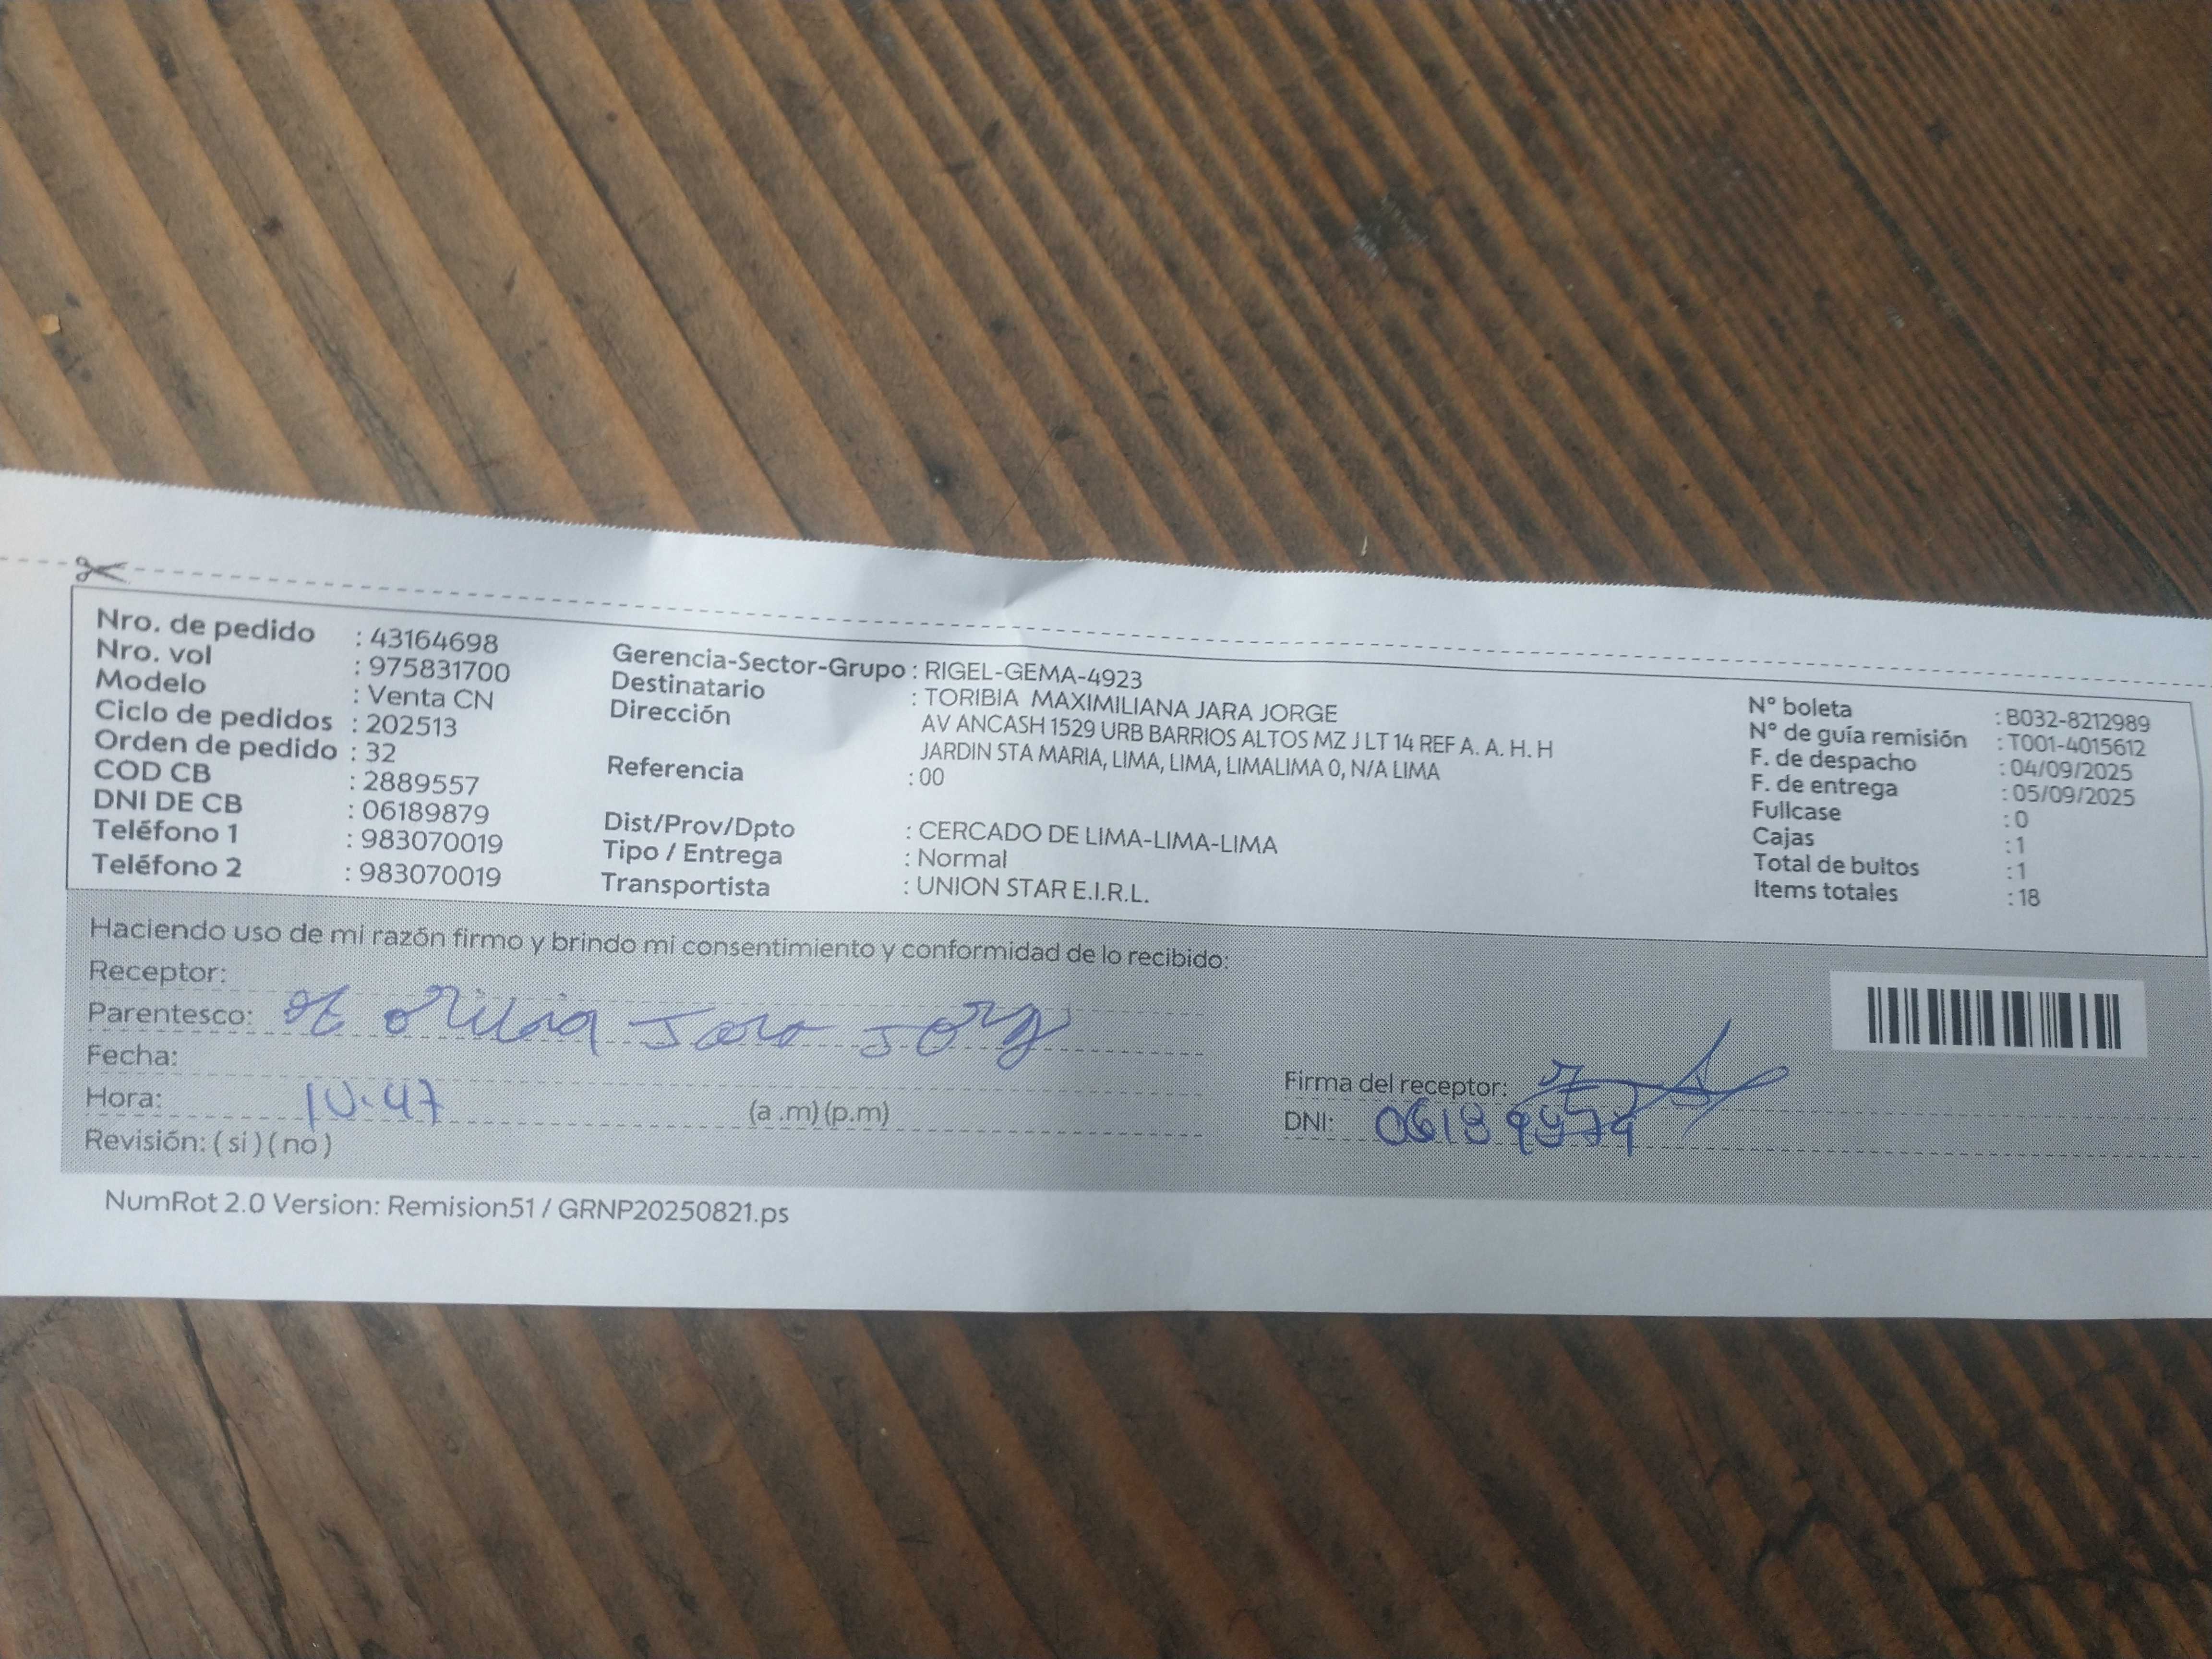 Nro. de pedido : 43164698
Nro. vol : 975831700
Modelo : Venta CN
Ciclo de pedidos : 202513
Orden de pedido : 32
COD CB : 2889557
DNI DE CB : 06189879
Teléfono 1 : 983070019
Teléfono 2 : 983070019
Gerencia-Sector-Grupo : RIGEL-GEMA-4923
Destinatario : TORIBIA MAXIMILIANA JARA JORGE
Dirección AV ANCASH 1529 URB BARRIOS ALTOS MZ J LT 14 REF A. A. H. H
JARDIN STA MARIA, LIMA, LIMA, LIMALIMA 0, N/A LIMA
Referencia : 00
Dist/Prov/Dpto : CERCADO DE LIMA-LIMA-LIMA
Tipo / Entrega : Normal
Transportista : UNION STAR E.I.R.L.
N° boleta : B032-8212989
N° de guía remisión : T001-4015612
F. de despacho : 04/09/2025
F. de entrega : 05/09/2025
Fullcase : 0
Cajas : 1
Total de bultos : 1
Items totales : 18
Haciendo uso de mi razón firmo y brindo mi consentimiento y conformidad de lo recibido:
Receptor:
Parentesco: Jara Jorg
Fecha:
Hora: 10.47 (a .m) (p.m)
Revisión: ( si ) ( no )
Firma del receptor:
DNI: 06189879
NumRot 2.0 Version: Remision51 / GRNP20250821.ps